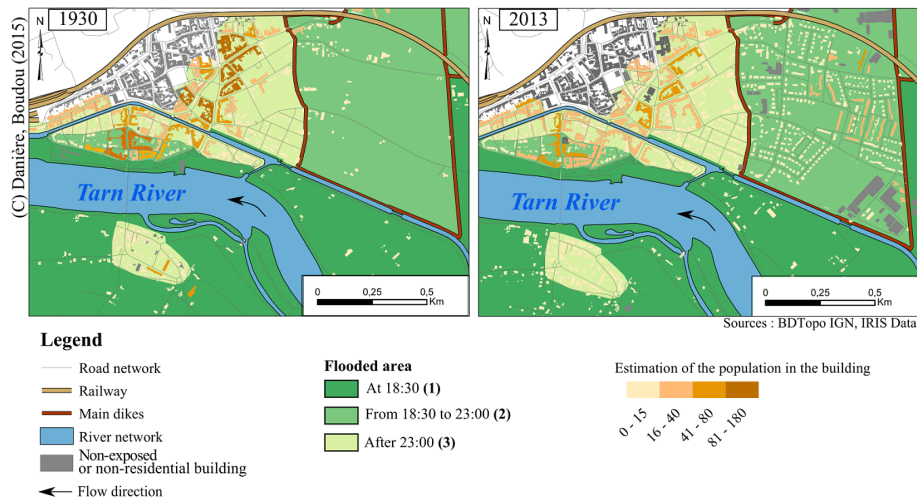 (C) Danière, Boudou (2015)
N
1930
Tarn River
0 0,25 0,5
Km
N
2013
Tarn River
0 0,25 0,5
Km
Sources : BDTopo IGN, IRIS Data
Legend
Road network
Railway
Main dikes
River network
Non-exposed
or non-residential building
Flow direction
Flooded area
At 18:30 (1)
From 18:30 to 23:00 (2)
After 23:00 (3)
Estimation of the population in the building
0 - 15
16 - 40
41 - 80
81 - 180